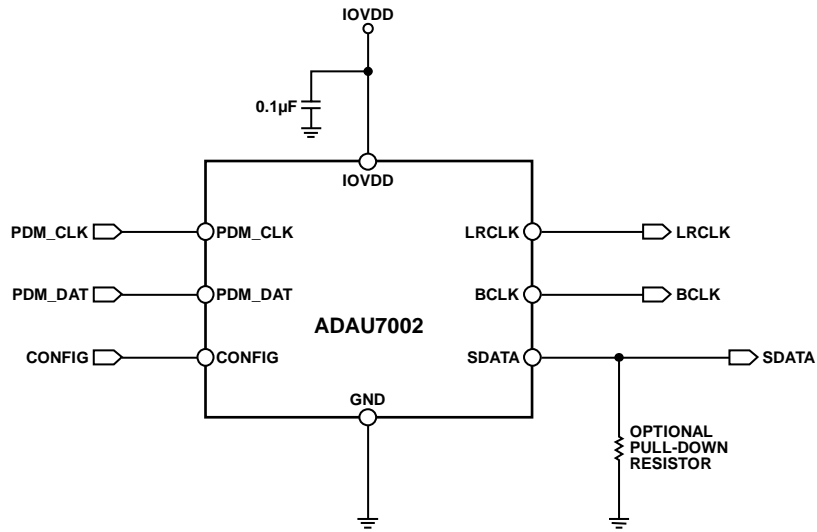 IOVDD
0.1µF
IOVDD
PDM_CLK PDM_CLK LRCLK LRCLK
PDM_DAT PDM_DAT BCLK BCLK
ADAU7002
CONFIG CONFIG SDATA SDATA
GND
OPTIONAL
PULL-DOWN
RESISTOR